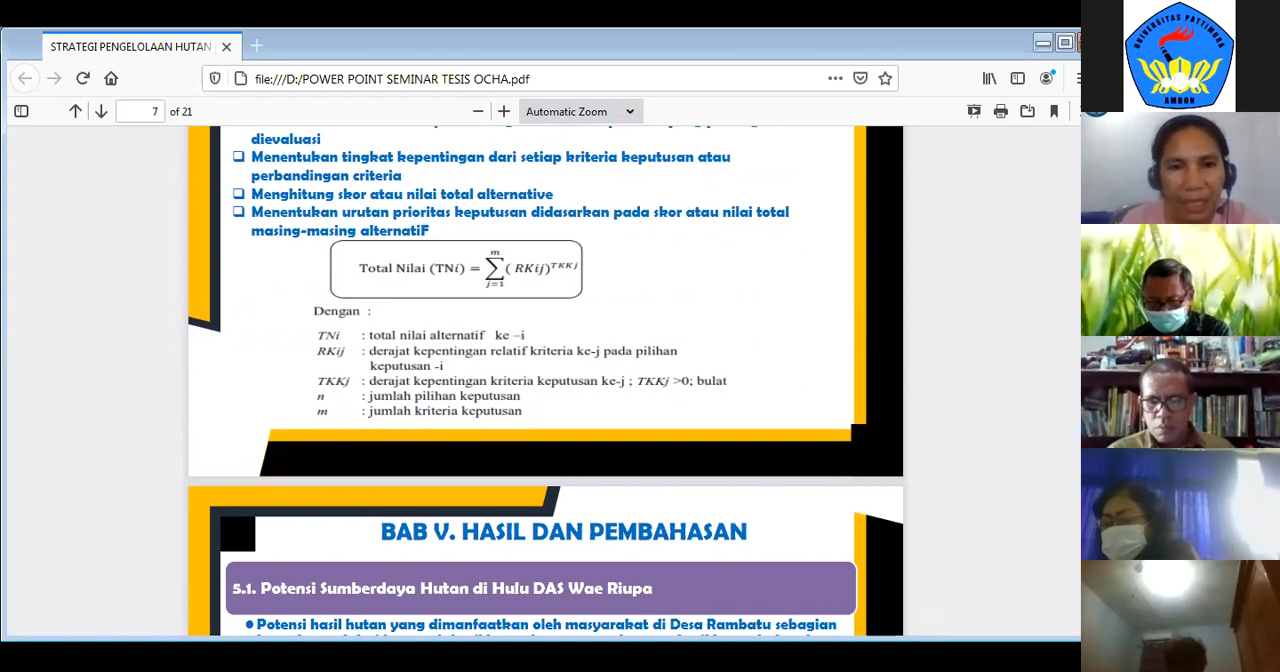 STRATEGI PENGELOLAAN HUTAN
file:///D:/POWER POINT SEMINAR TESIS OCHA.pdf
7 of 21
Automatic Zoom
dievaluasi
Menentukan tingkat kepentingan dari setiap kriteria keputusan atau
perbandingan criteria
Menghitung skor atau nilai total alternative
Menentukan urutan prioritas keputusan didasarkan pada skor atau nilai total
masing-masing alternatiF
Total Nilai (TNi) = ∑ m j=1 ( RKij)^TKKj
Dengan :
TNi : total nilai alternatif ke –i
RKij : derajat kepentingan relatif kriteria ke-j pada pilihan
keputusan -i
TKKj : derajat kepentingan kriteria keputusan ke-j ; TKKj >0; bulat
n : jumlah pilihan keputusan
m : jumlah kriteria keputusan
BAB V. HASIL DAN PEMBAHASAN
5.1. Potensi Sumberdaya Hutan di Hulu DAS Wae Riupa
Potensi hasil hutan yang dimanfaatkan oleh masyarakat di Desa Rambatu sebagian
UNIVERSITAS PATTIMURA
AMBON